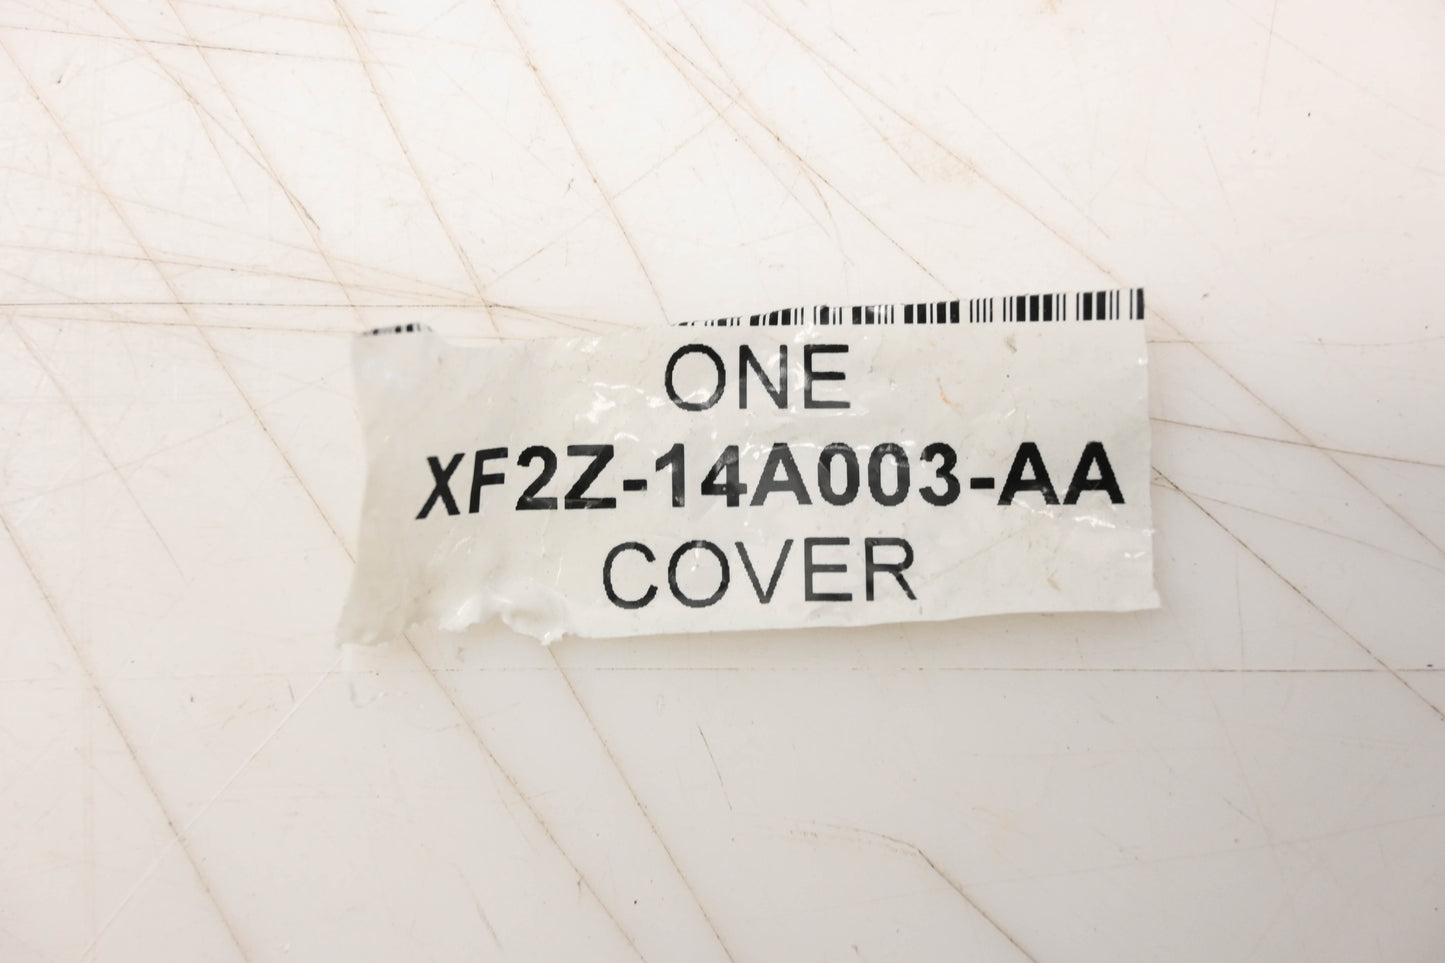 ONE
XF2Z-14A003-AA
COVER